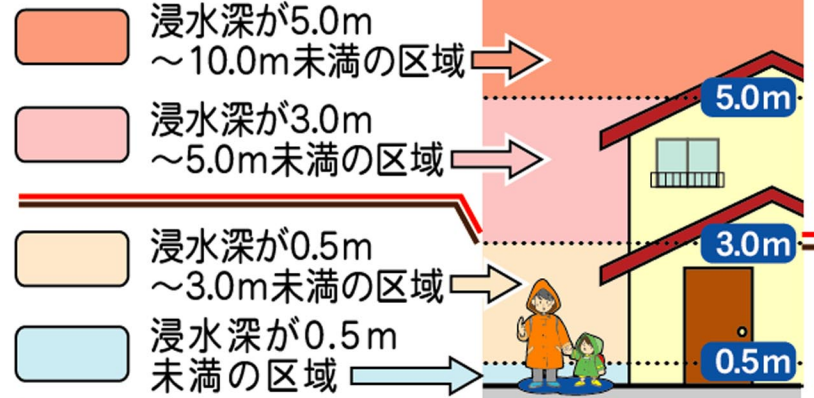 浸水深が5.0m
～10.0m未満の区域
浸水深が3.0m
～5.0m未満の区域
浸水深が0.5m
～3.0m未満の区域
浸水深が0.5m
未満の区域
5.0m
3.0m
0.5m